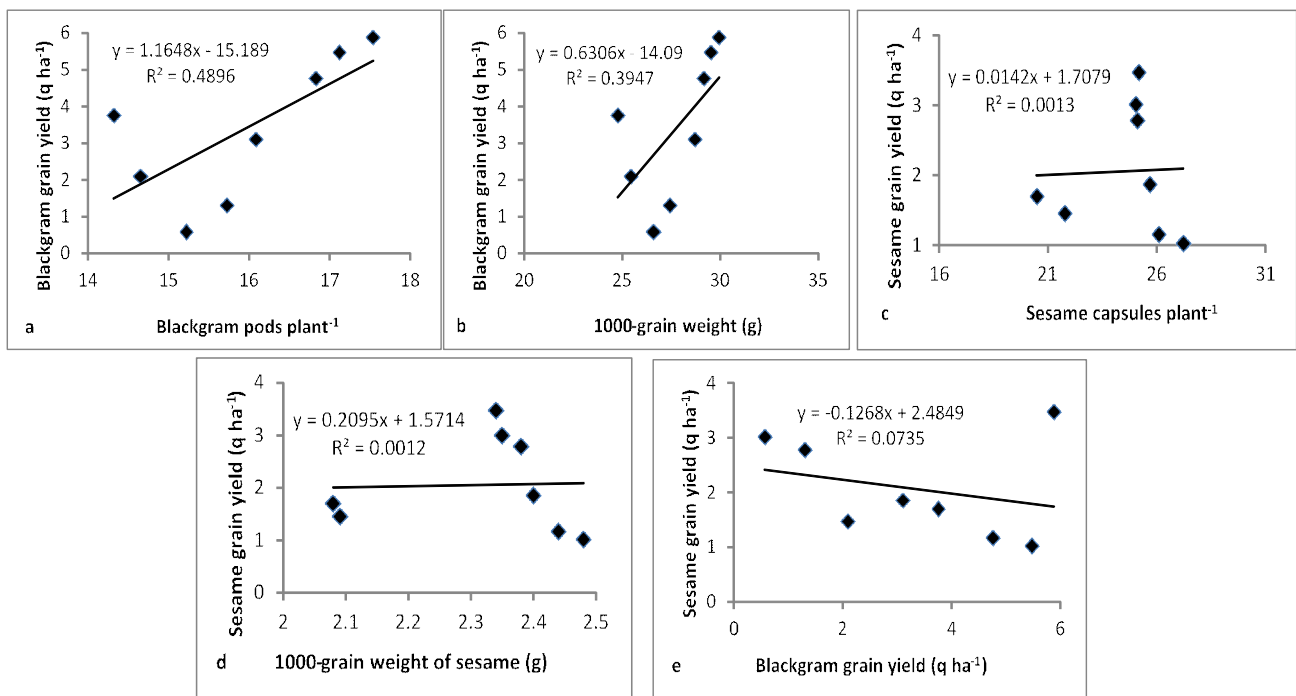 Blackgram grain yield (q ha⁻¹)
6
5
4
3
2
1
0
y = 1.1648x - 15.189
R² = 0.4896
14 15 16 17 18
a Blackgram pods plant⁻¹
Blackgram grain yield (q ha⁻¹)
6
5
4
3
2
1
0
y = 0.6306x - 14.09
R² = 0.3947
20 25 30 35
b 1000-grain weight (g)
Sesame grain yield (q ha⁻¹)
4
3
2
1
y = 0.0142x + 1.7079
R² = 0.0013
16 21 26 31
c Sesame capsules plant⁻¹
Sesame grain yield (q ha⁻¹)
4
3
2
1
0
y = 0.2095x + 1.5714
R² = 0.0012
2 2.1 2.2 2.3 2.4 2.5
d 1000-grain weight of sesame (g)
Sesame grain yield (q ha⁻¹)
4
3
2
1
0
y = -0.1268x + 2.4849
R² = 0.0735
0 2 4 6
e Blackgram grain yield (q ha⁻¹)